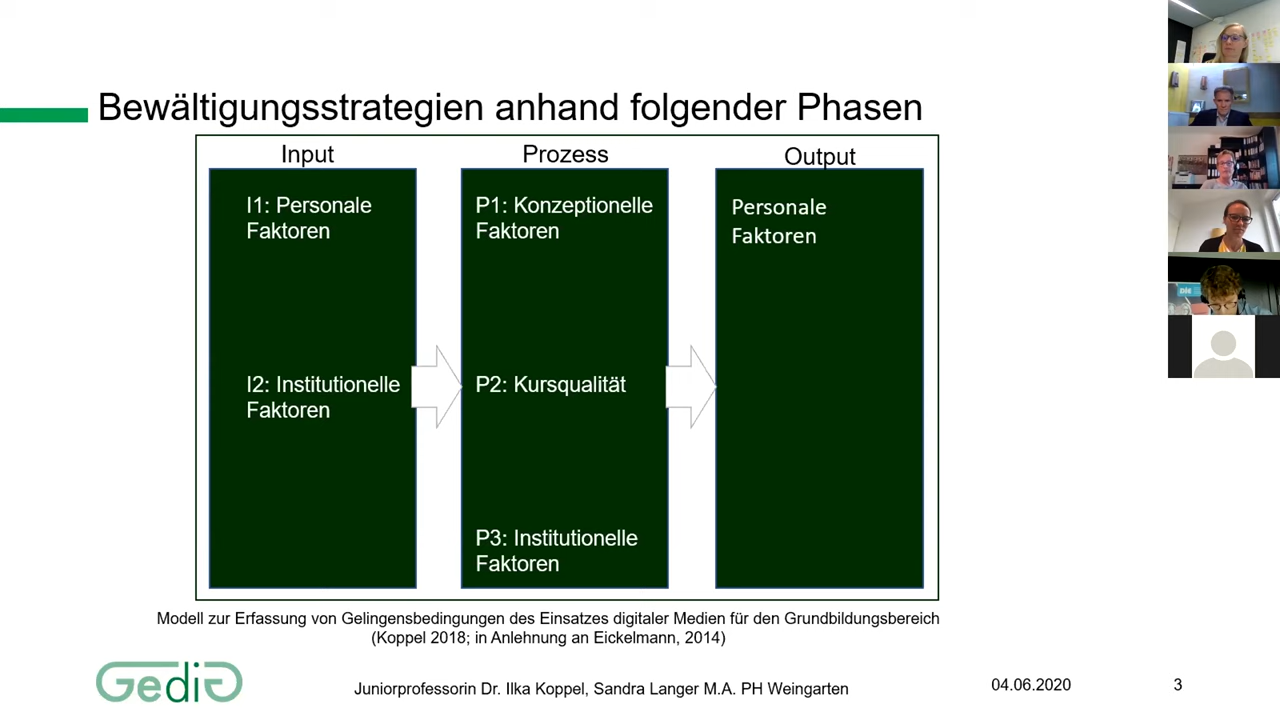 Bewältigungsstrategien anhand folgender Phasen
Input
Prozess
Output
I1: Personale
Faktoren
I2: Institutionelle
Faktoren
P1: Konzeptionelle
Faktoren
P2: Kursqualität
P3: Institutionelle
Faktoren
Personale
Faktoren
Modell zur Erfassung von Gelingensbedingungen des Einsatzes digitaler Medien für den Grundbildungsbereich
(Koppel 2018; in Anlehnung an Eickelmann, 2014)
GediG
Juniorprofessorin Dr. Ilka Koppel, Sandra Langer M.A. PH Weingarten
04.06.2020
3
DIE